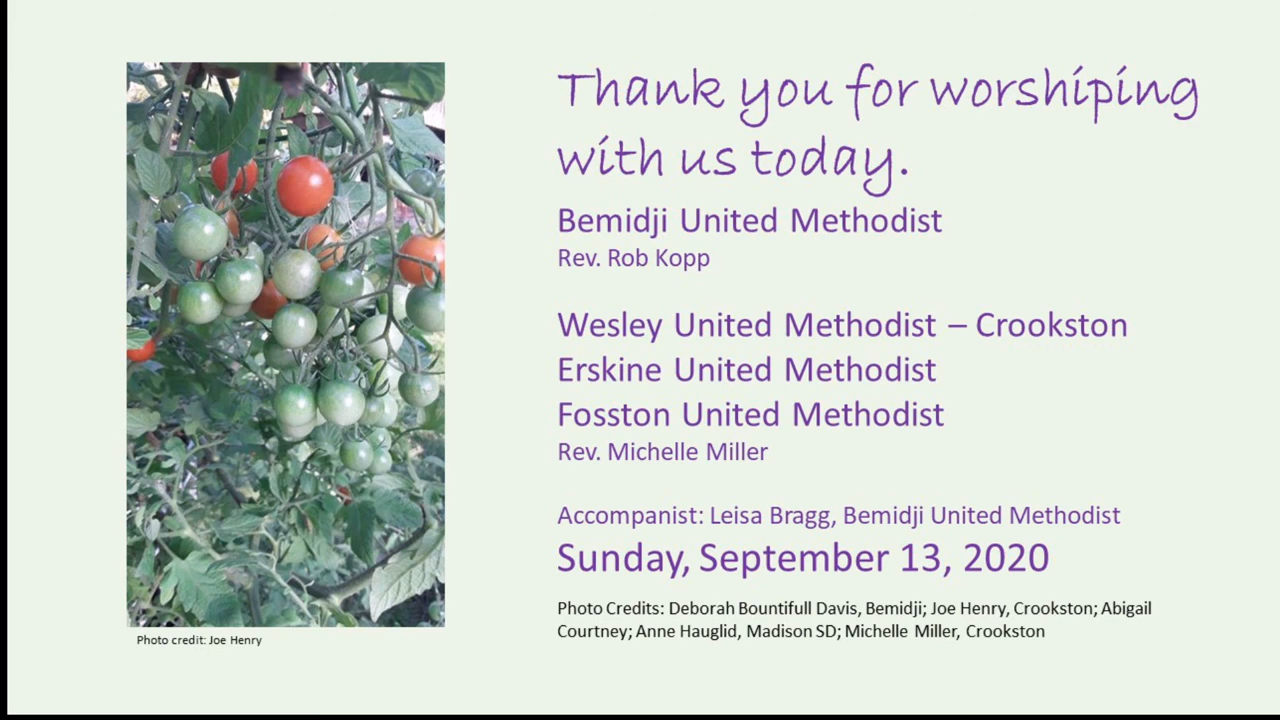 Thank you for worshiping
with us today.
Bemidji United Methodist
Rev. Rob Kopp
Wesley United Methodist – Crookston
Erskine United Methodist
Fosston United Methodist
Rev. Michelle Miller
Accompanist: Leisa Bragg, Bemidji United Methodist
Sunday, September 13, 2020
Photo Credits: Deborah Bountifull Davis, Bemidji; Joe Henry, Crookston; Abigail
Courtney; Anne Hauglid, Madison SD; Michelle Miller, Crookston
Photo credit: Joe Henry